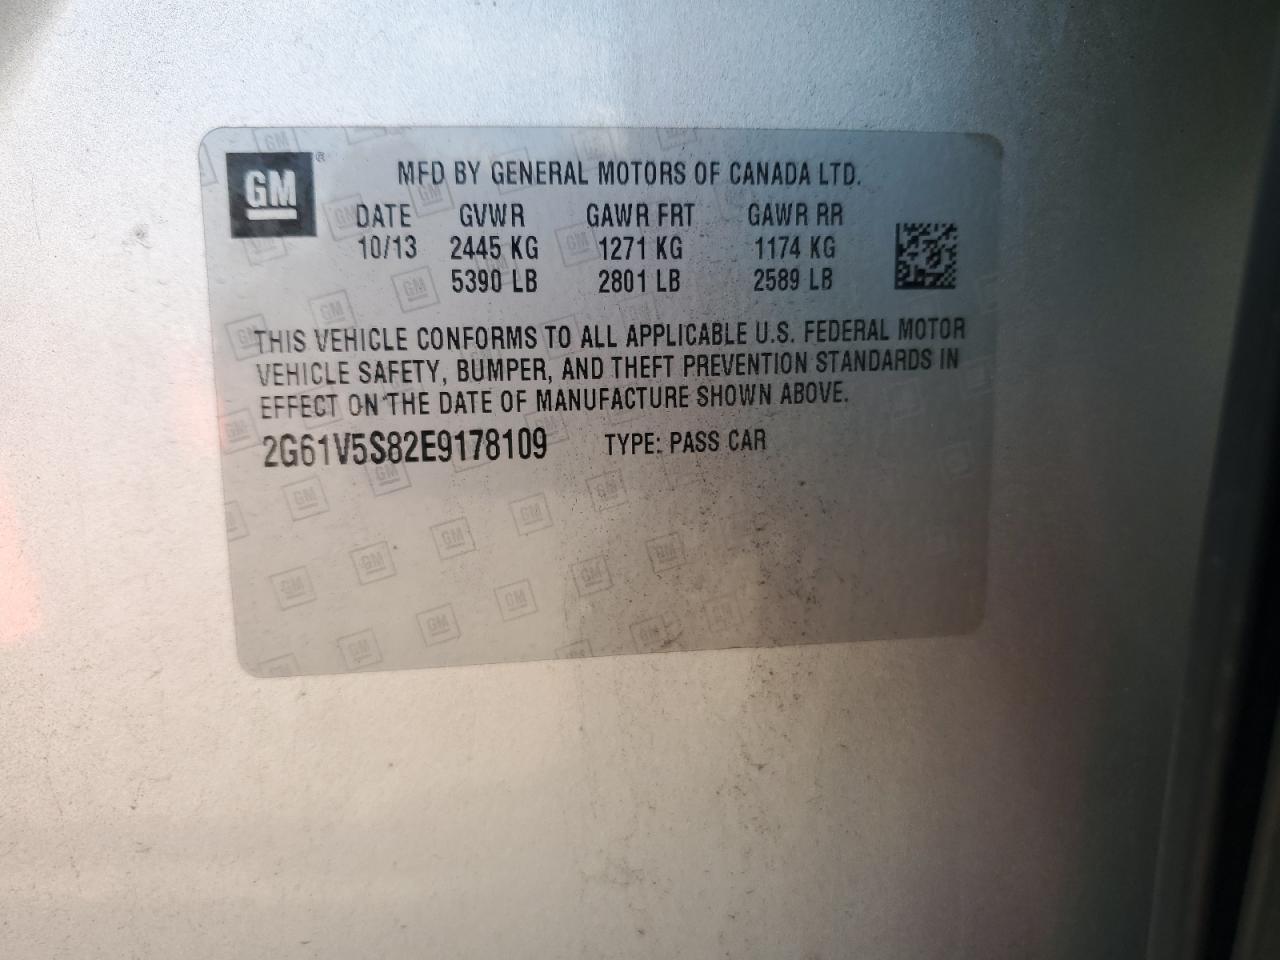 GM ®
MFD BY GENERAL MOTORS OF CANADA LTD.
DATE GVWR GAWR FRT GAWR RR
10/13 2445 KG 1271 KG 1174 KG
5390 LB 2801 LB 2589 LB
THIS VEHICLE CONFORMS TO ALL APPLICABLE U.S. FEDERAL MOTOR
VEHICLE SAFETY, BUMPER, AND THEFT PREVENTION STANDARDS IN
EFFECT ON THE DATE OF MANUFACTURE SHOWN ABOVE.
2G61V5S82E9178109 TYPE: PASS CAR